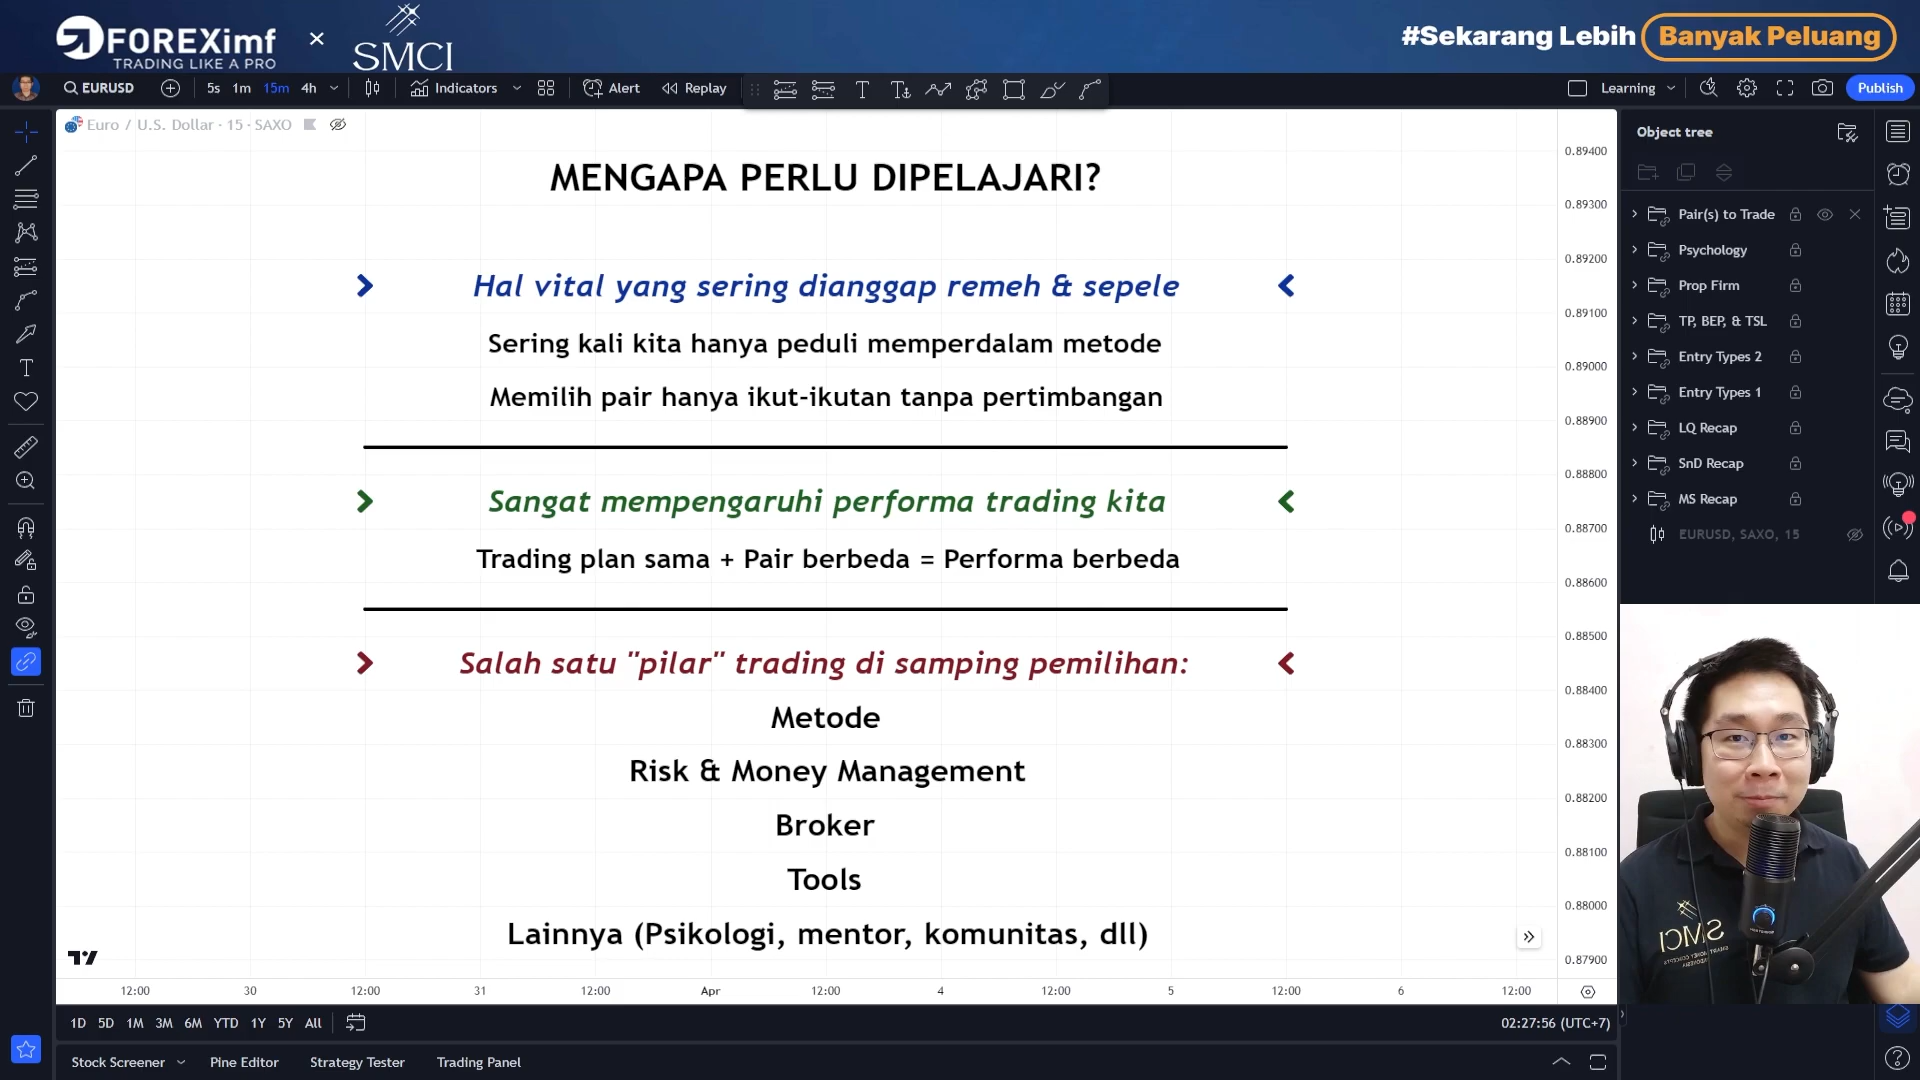 FOREXimf
TRADING LIKE A PRO
×
SMCI
#Sekarang Lebih Banyak Peluang
EURUSD
5s 1m 15m 4h
Indicators
Alert
Replay
Learning
Publish
Euro / U.S. Dollar · 15 · SAXO
MENGAPA PERLU DIPELAJARI?
Hal vital yang sering dianggap remeh & sepele
Sering kali kita hanya peduli memperdalam metode
Memilih pair hanya ikut-ikutan tanpa pertimbangan
Sangat mempengaruhi performa trading kita
Trading plan sama + Pair berbeda = Performa berbeda
Salah satu "pilar" trading di samping pemilihan:
Metode
Risk & Money Management
Broker
Tools
Lainnya (Psikologi, mentor, komunitas, dll)
0.89400
0.89300
0.89200
0.89100
0.89000
0.88900
0.88800
0.88700
0.88600
0.88500
0.88400
0.88300
0.88200
0.88100
0.88000
0.87900
12:00 30 12:00 31 12:00 Apr 12:00 4 12:00 5 12:00 6 12:00
1D 5D 1M 3M 6M YTD 1Y 5Y All
02:27:56 (UTC+7)
Stock Screener
Pine Editor
Strategy Tester
Trading Panel
Object tree
Pair(s) to Trade
Psychology
Prop Firm
TP, BEP, & TSL
Entry Types 2
Entry Types 1
LQ Recap
SnD Recap
MS Recap
EURUSD, SAXO, 15
SMCI